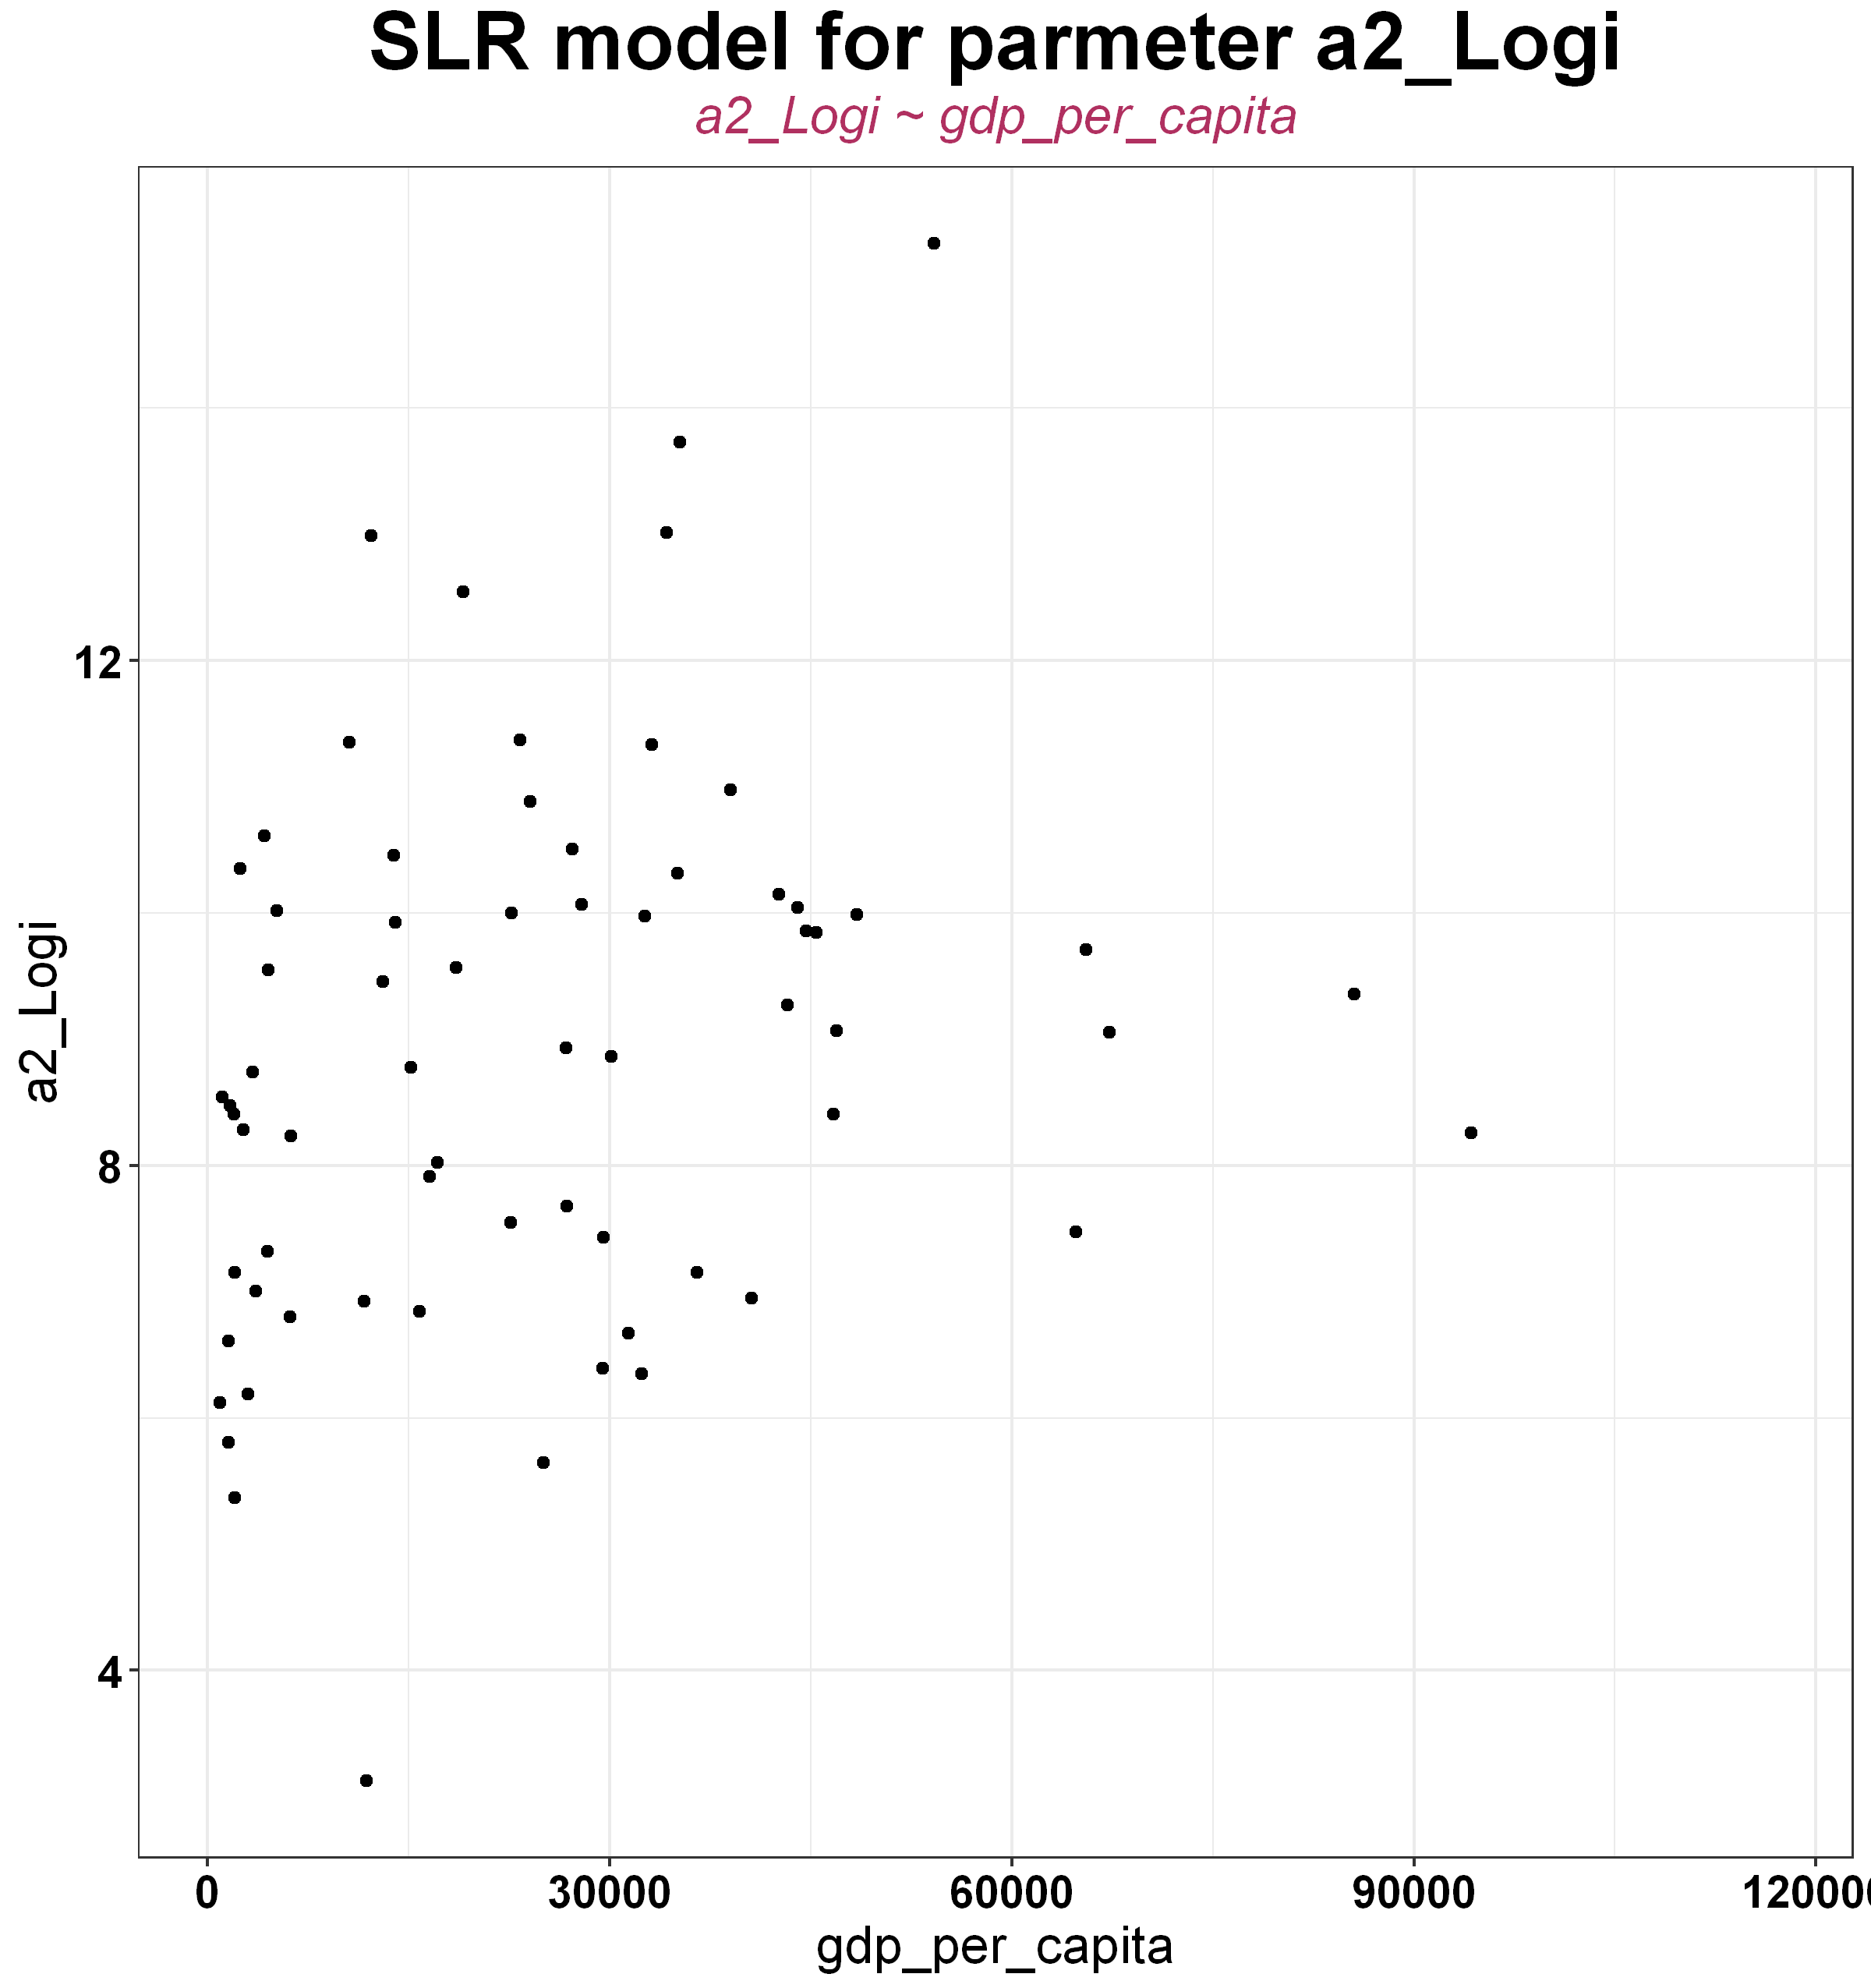 SLR model for parmeter a2_Logi
a2_Logi ~ gdp_per_capita
12
8
4
a2_Logi
0 30000 60000 90000 120000
gdp_per_capita